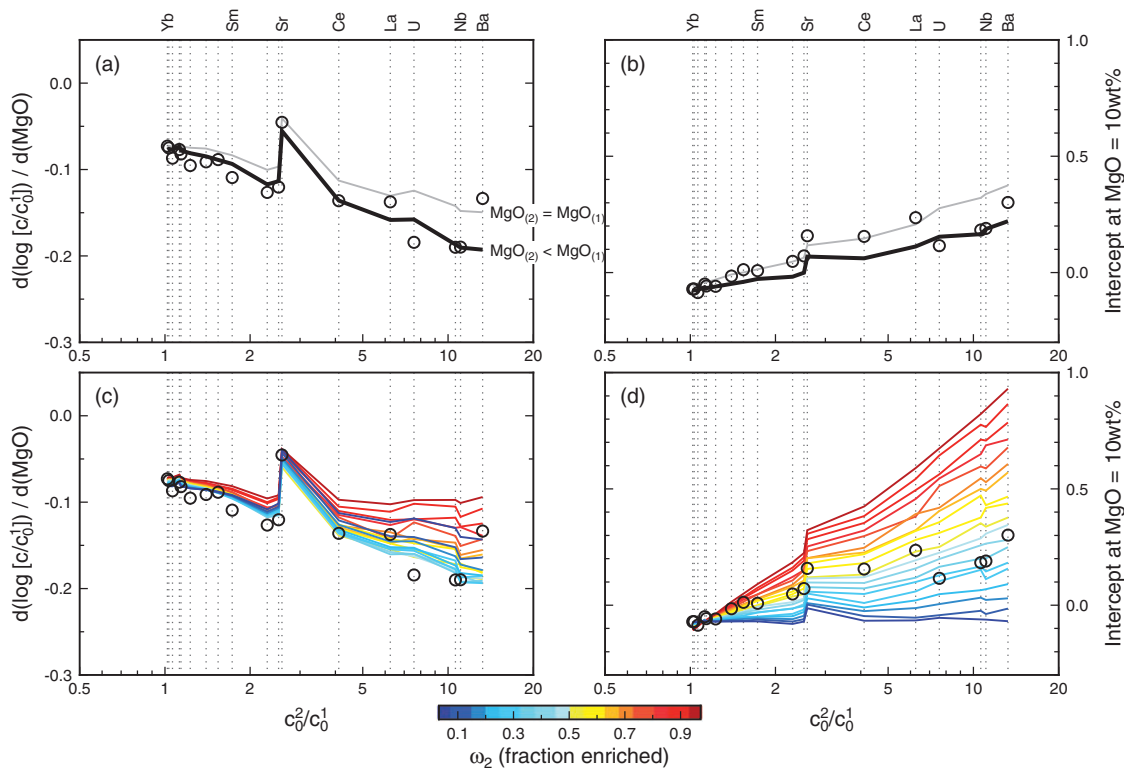 Yb Sm Sr Ce La U Nb Ba
Yb Sm Sr Ce La U Nb Ba
(a)
0.0
-0.1
-0.2
-0.3
d(log [c/c₀¹]) / d(MgO)
MgO₍₂₎ = MgO₍₁₎
MgO₍₂₎ < MgO₍₁₎
0.5 1 2 5 10 20
(b)
1.0
0.5
0.0
Intercept at MgO = 10wt%
0.5 1 2 5 10 20
(c)
0.0
-0.1
-0.2
-0.3
d(log [c/c₀¹]) / d(MgO)
0.5 1 2 5 10 20
c₀²/c₀¹
(d)
1.0
0.5
0.0
Intercept at MgO = 10wt%
0.5 1 2 5 10 20
c₀²/c₀¹
0.1 0.3 0.5 0.7 0.9
ω₂ (fraction enriched)